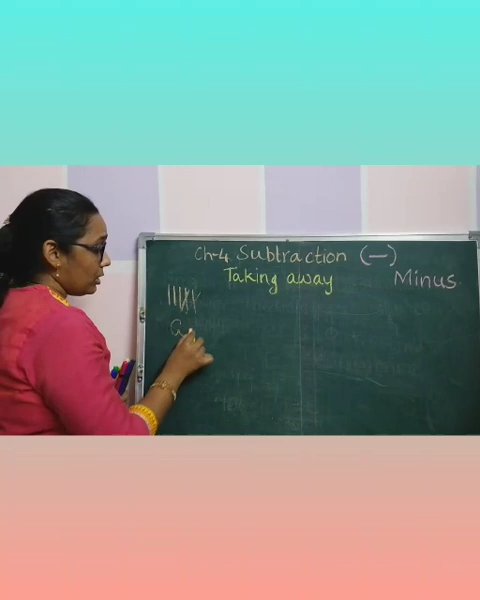 Ch-4 Subtraction (—)
Taking away
Minus
a